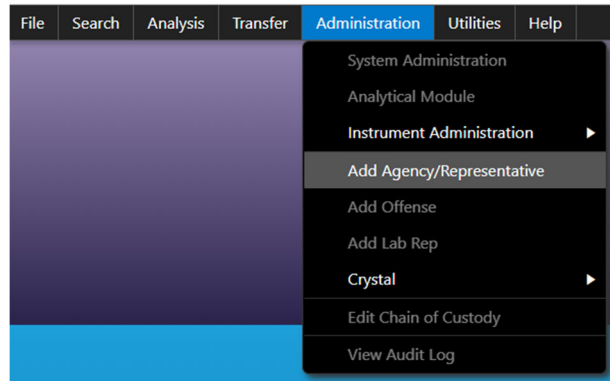 File Search Analysis Transfer Administration Utilities Help
System Administration
Analytical Module
Instrument Administration
Add Agency/Representative
Add Offense
Add Lab Rep
Crystal
Edit Chain of Custody
View Audit Log